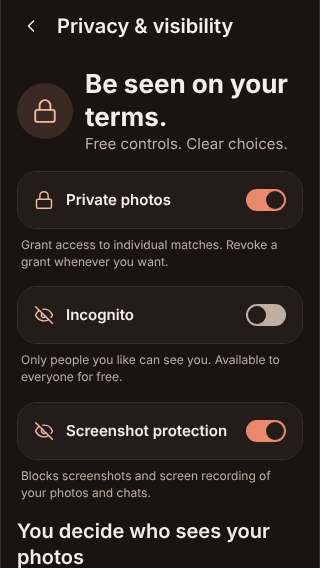 Privacy & visibility
Be seen on your
terms.
Free controls. Clear choices.
Private photos
Grant access to individual matches. Revoke a
grant whenever you want.
Incognito
Only people you like can see you. Available to
everyone for free.
Screenshot protection
Blocks screenshots and screen recording of
your photos and chats.
You decide who sees your
photos